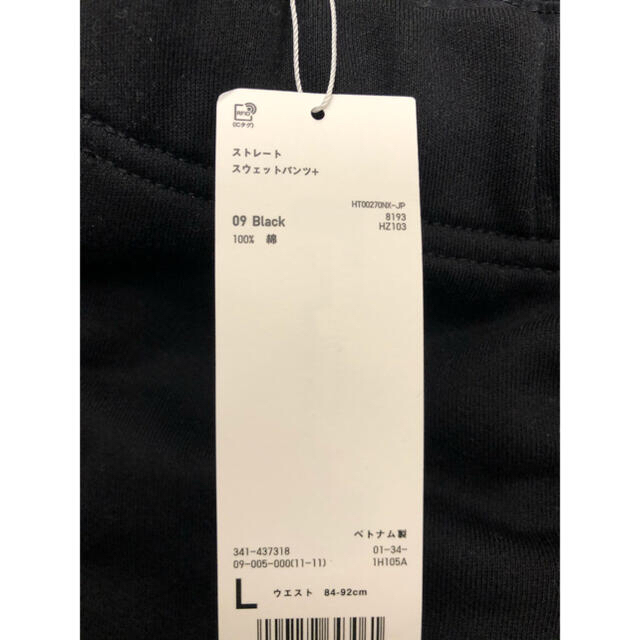 RFID
(ICタグ)
ストレート
スウェットパンツ+
HT00270NX-JP
09 Black
8193
HZ103
100% 綿
ベトナム製
341-437318
01-34-
09-005-000(11-11)
1H105A
L ウエスト 84-92cm